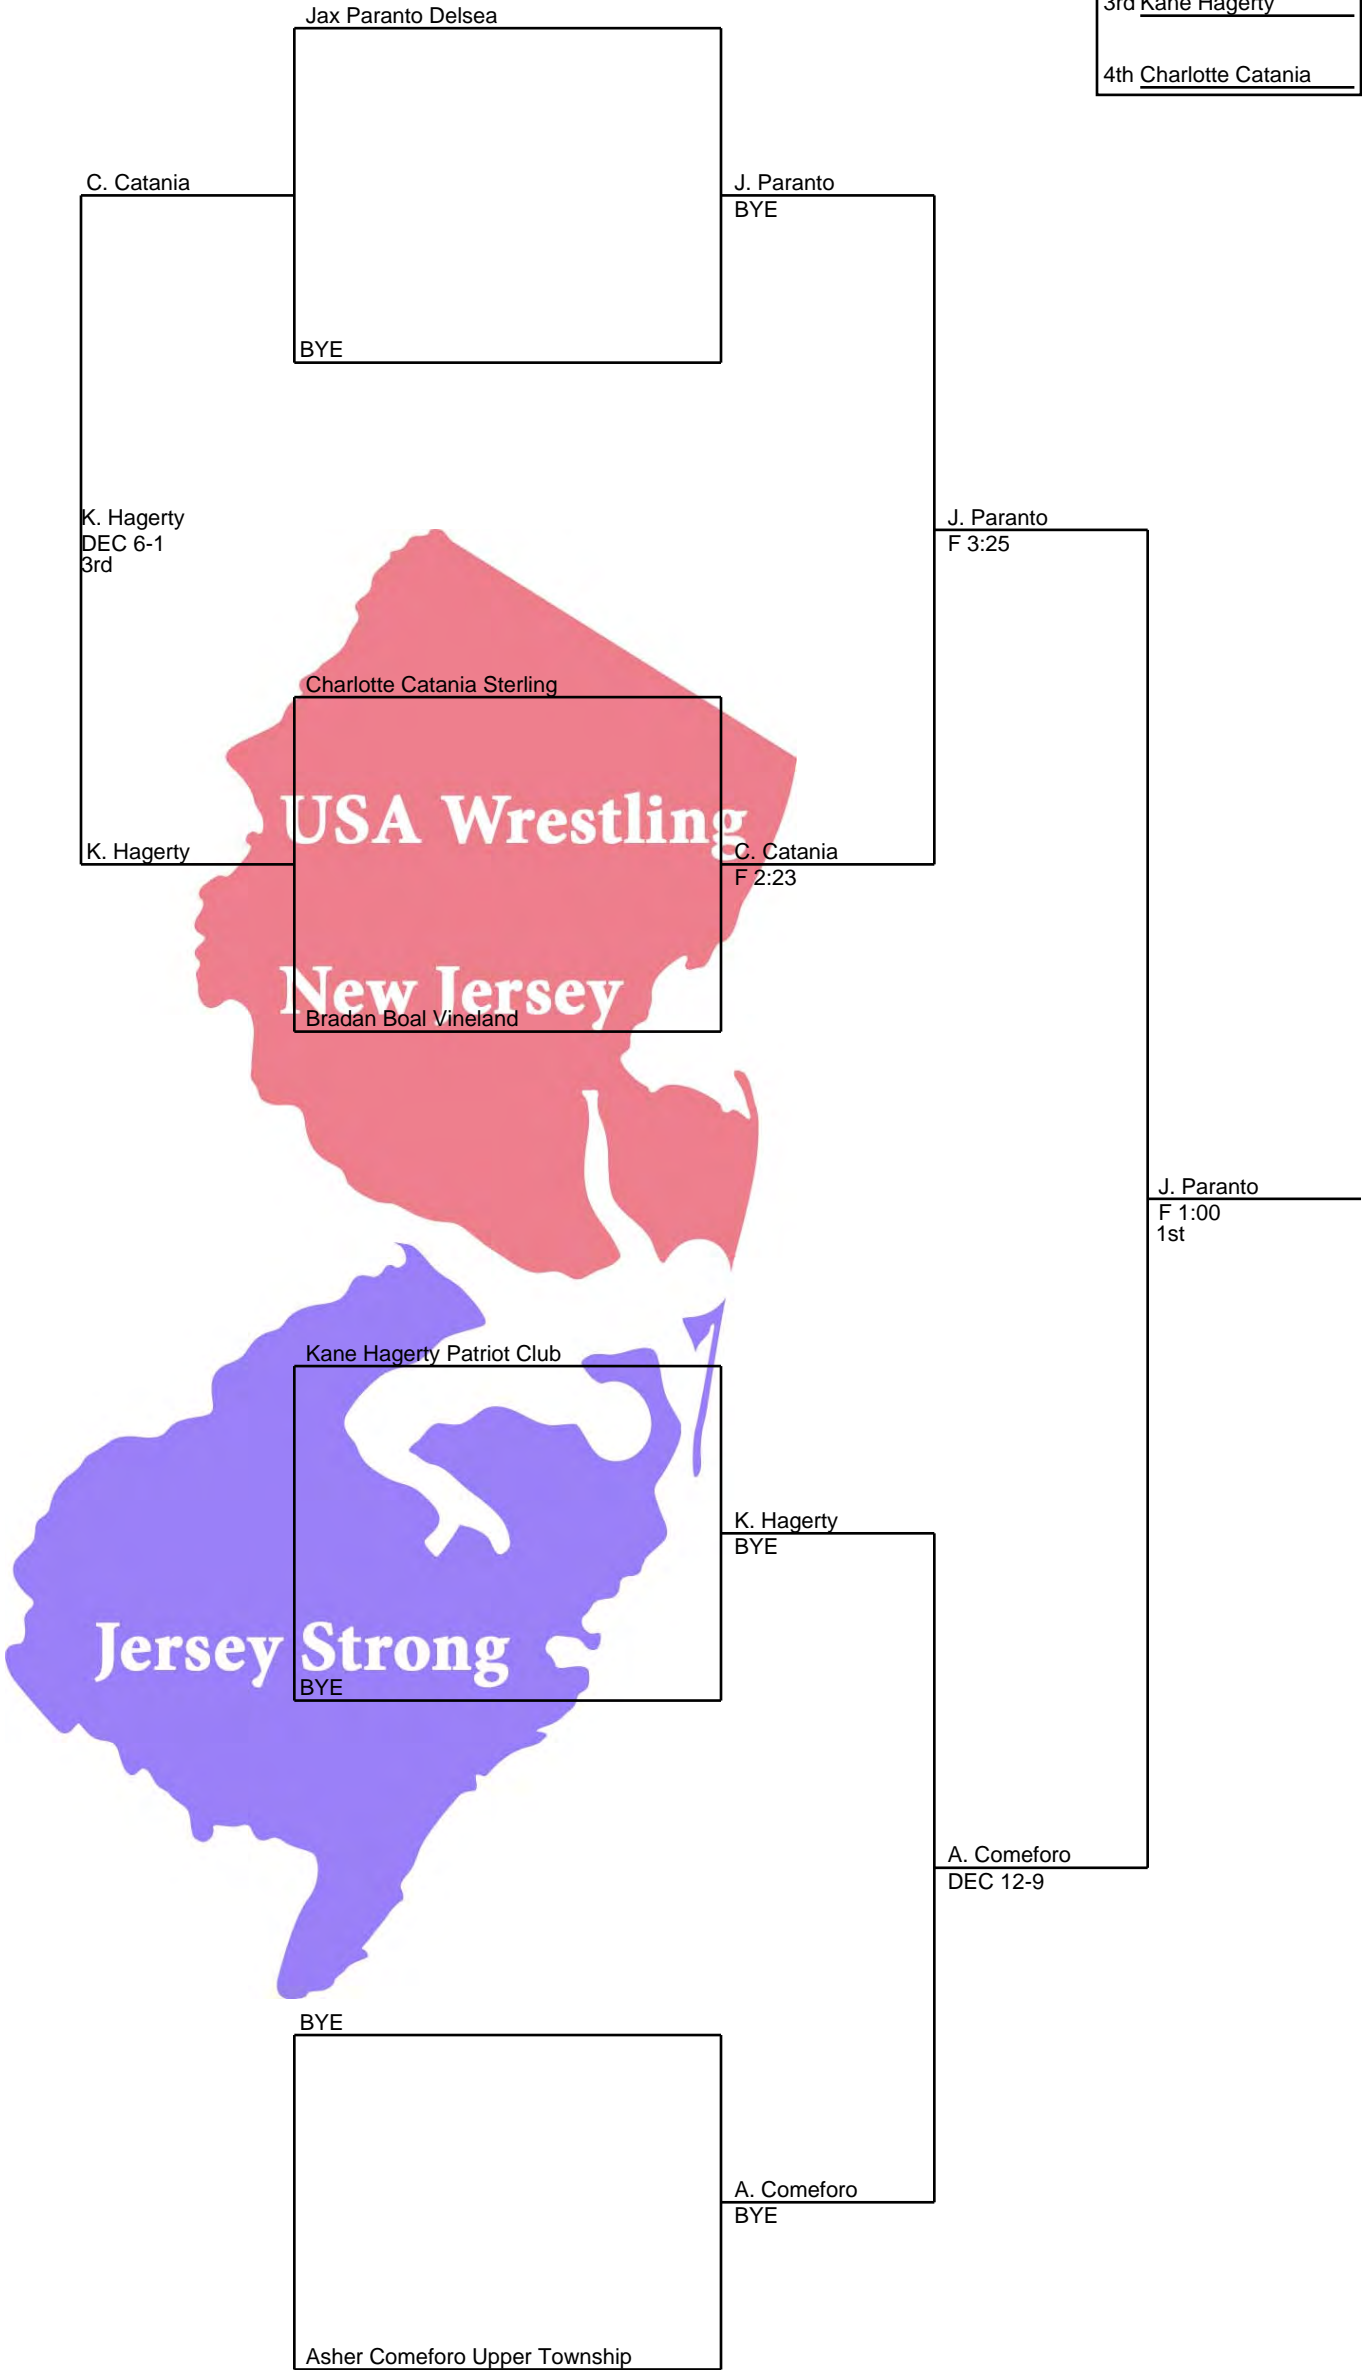 Jax Paranto Delsea
3rd Kane Hagerty
4th Charlotte Catania
C. Catania
J. Paranto
BYE
BYE
K. Hagerty
DEC 6-1
3rd
J. Paranto
F 3:25
Charlotte Catania Sterling
USA Wrestling
K. Hagerty
C. Catania
F 2:23
New Jersey
Bradan Boal Vineland
J. Paranto
F 1:00
1st
Kane Hagerty Patriot Club
K. Hagerty
BYE
Jersey Strong
BYE
A. Comeforo
DEC 12-9
BYE
A. Comeforo
BYE
Asher Comeforo Upper Township